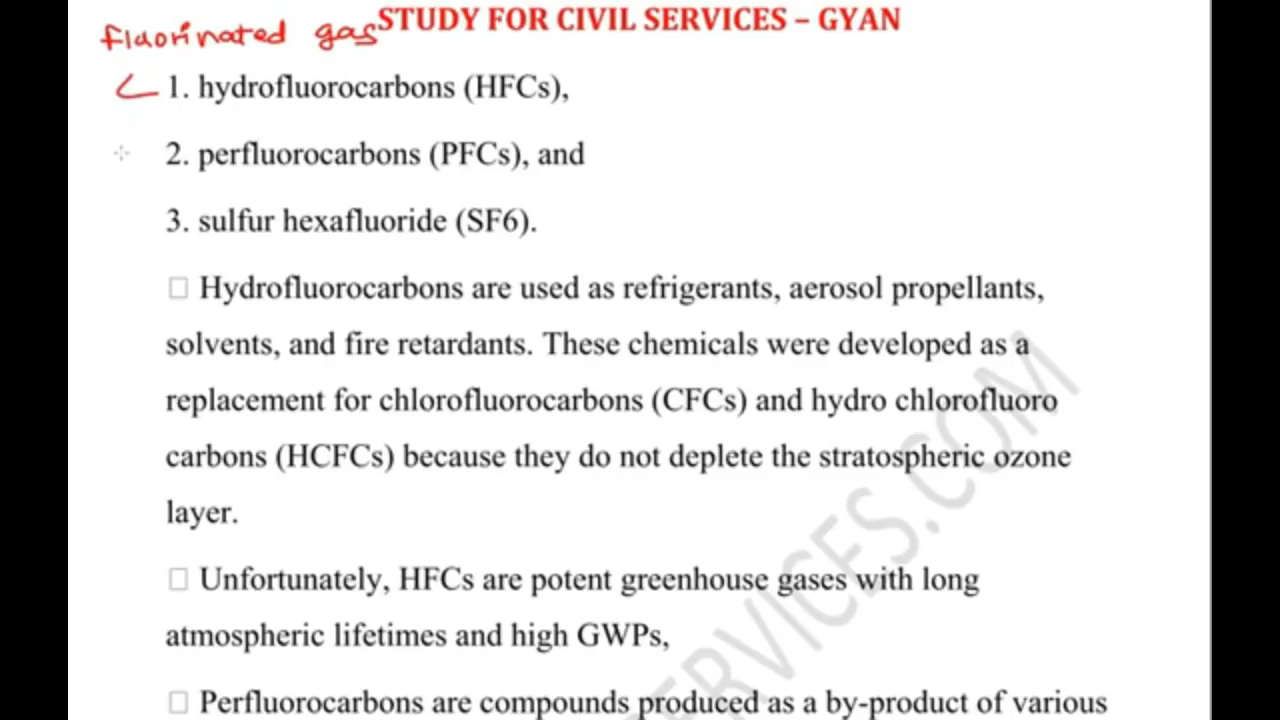 STUDY FOR CIVIL SERVICES – GYAN
fluorinated gas
1. hydrofluorocarbons (HFCs),
2. perfluorocarbons (PFCs), and
3. sulfur hexafluoride (SF6).
Hydrofluorocarbons are used as refrigerants, aerosol propellants,
solvents, and fire retardants. These chemicals were developed as a
replacement for chlorofluorocarbons (CFCs) and hydro chlorofluoro
carbons (HCFCs) because they do not deplete the stratospheric ozone
layer.
Unfortunately, HFCs are potent greenhouse gases with long
atmospheric lifetimes and high GWPs,
Perfluorocarbons are compounds produced as a by-product of various
ERVICES.COM